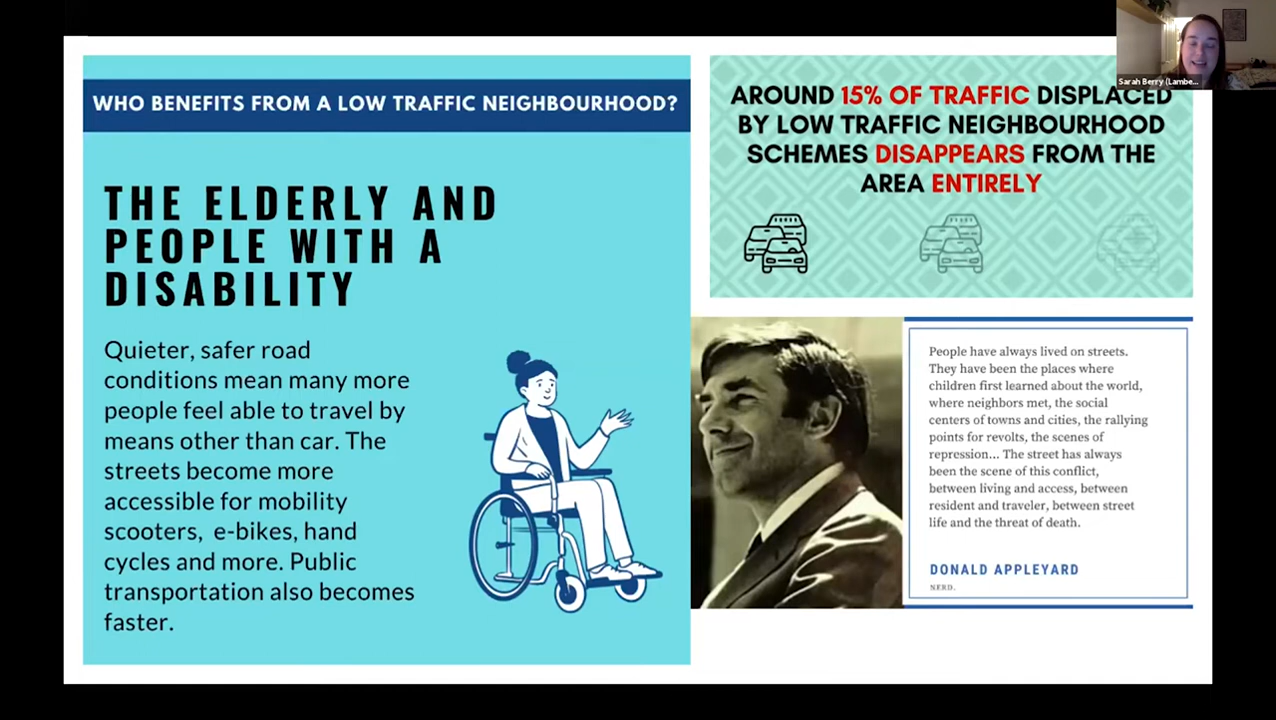 WHO BENEFITS FROM A LOW TRAFFIC NEIGHBOURHOOD?
THE ELDERLY AND
PEOPLE WITH A
DISABILITY
Quieter, safer road
conditions mean many more
people feel able to travel by
means other than car. The
streets become more
accessible for mobility
scooters, e-bikes, hand
cycles and more. Public
transportation also becomes
faster.
Sarah Berry (Lambe...
AROUND 15% OF TRAFFIC DISPLACED
BY LOW TRAFFIC NEIGHBOURHOOD
SCHEMES DISAPPEARS FROM THE
AREA ENTIRELY
People have always lived on streets.
They have been the places where
children first learned about the world,
where neighbors met, the social
centers of towns and cities, the rallying
points for revolts, the scenes of
repression... The street has always
been the scene of this conflict,
between living and access, between
resident and traveler, between street
life and the threat of death.
DONALD APPLEYARD
NERD.